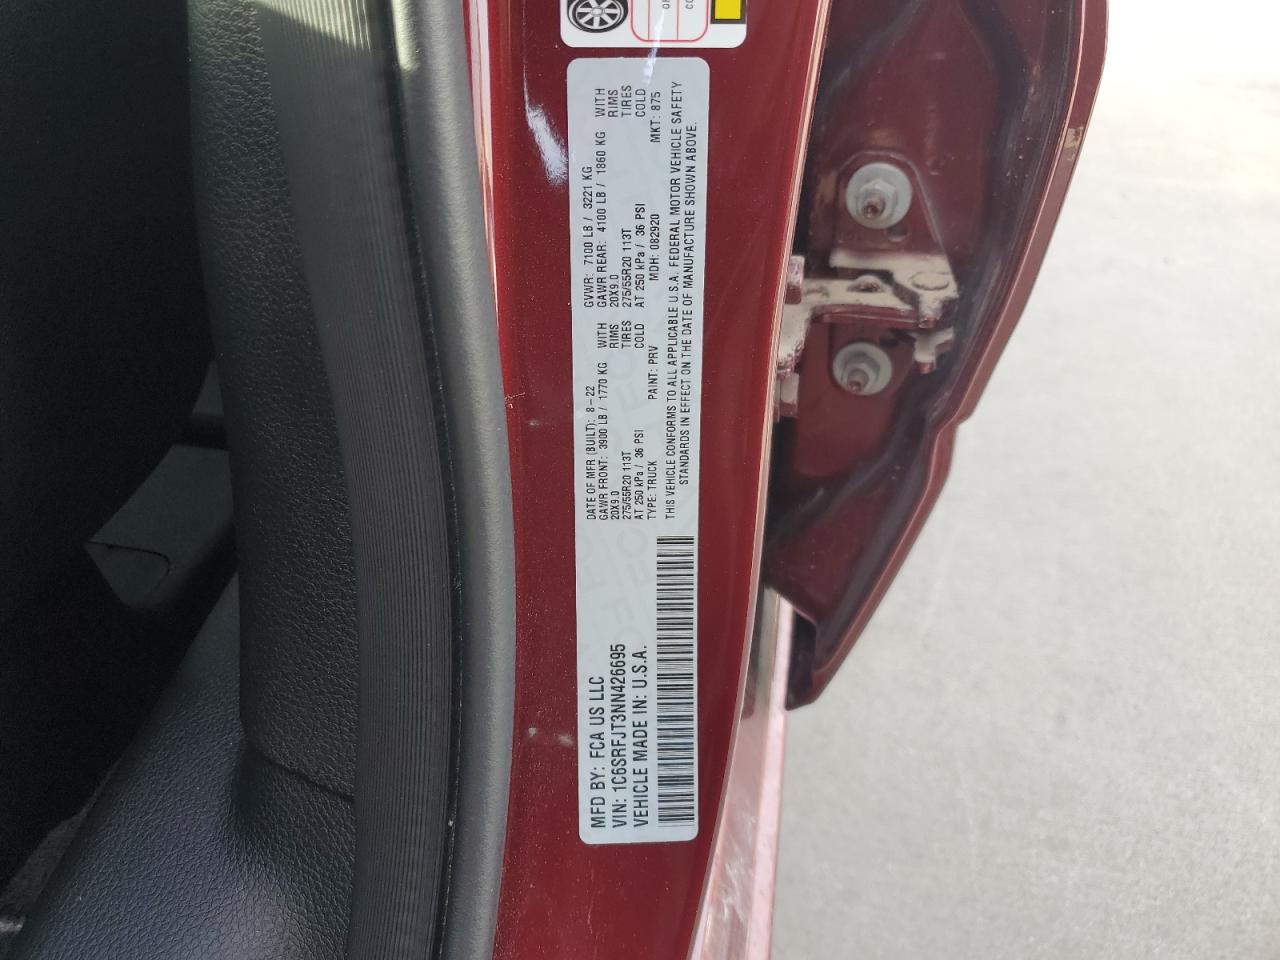 MFD BY: FCA US LLC
VIN: 1C6SRFJT3NN426695
VEHICLE MADE IN: U.S.A.
DATE OF MFR (BUILT): 8-22 GVWR: 7100 LB / 3221 KG
GAWR FRONT: 3900 LB / 1770 KG WITH GAWR REAR: 4100 LB / 1860 KG WITH
20X9.0 RIMS 20X9.0 RIMS
275/55R20 113T TIRES 275/55R20 113T TIRES
AT 250 kPa / 36 PSI COLD AT 250 kPa / 36 PSI COLD
TYPE: TRUCK PAINT: PRV MDH: 082920 MKT: 875
THIS VEHICLE CONFORMS TO ALL APPLICABLE U.S.A. FEDERAL MOTOR VEHICLE SAFETY
STANDARDS IN EFFECT ON THE DATE OF MANUFACTURE SHOWN ABOVE.